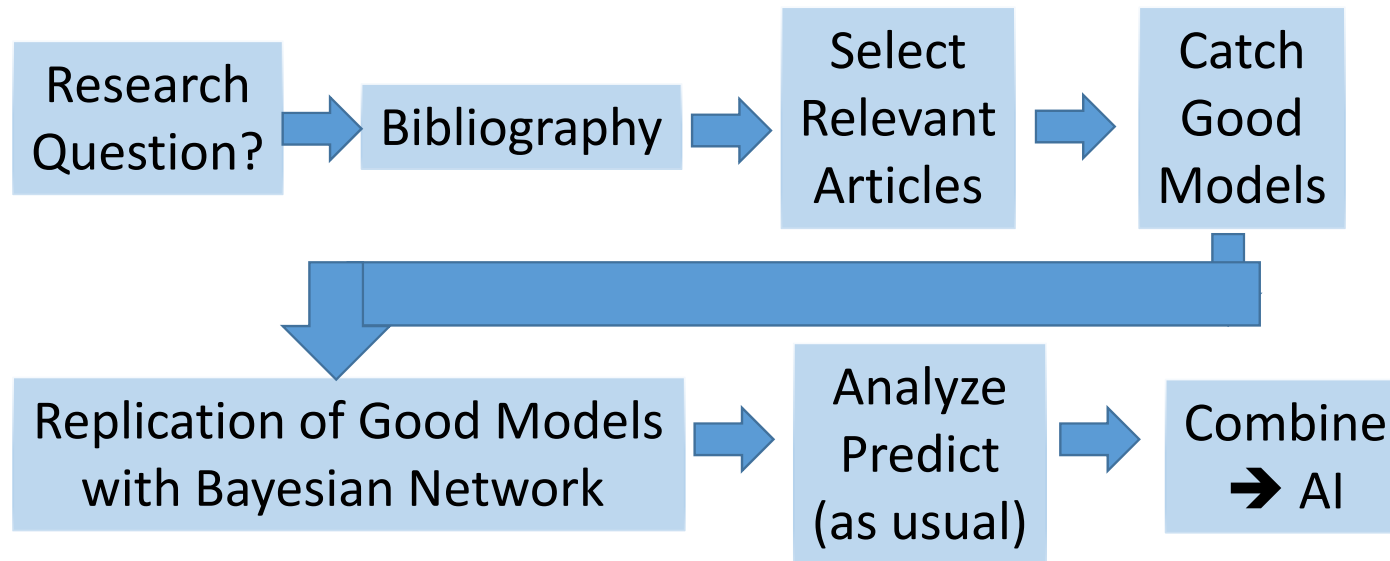 Research
Question?
Bibliography
Select
Relevant
Articles
Catch
Good
Models
Replication of Good Models
with Bayesian Network
Analyze
Predict
(as usual)
Combine
➔ AI